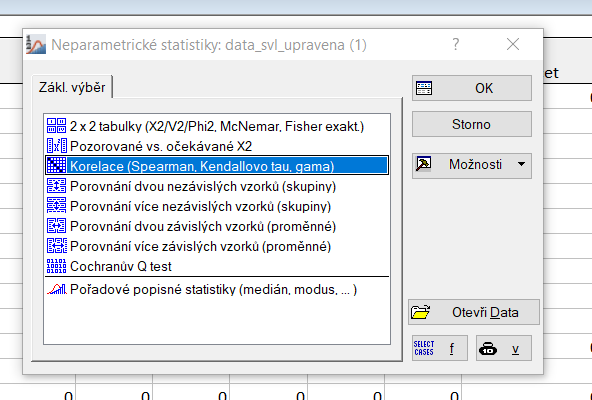 Neparametrické statistiky: data_svl_upravena (1)
et
Zákl. výběr
OK
2 x 2 tabulky (X2/V2/Phi2, McNemar, Fisher exakt.)
Pozorované vs. očekávané X2
Storno
Korelace (Spearman, Kendallovo tau, gama)
Možnosti
Porovnání dvou nezávislých vzorků (skupiny)
Porovnání více nezávislých vzorků (skupiny)
Porovnání dvou závislých vzorků (proměnné)
Porovnání více závislých vzorků (proměnné)
Cochranův Q test
Pořadové popisné statistiky (medián, modus, ... )
Otevři Data
SELECT CASES f v
0 0 0 0 0 0